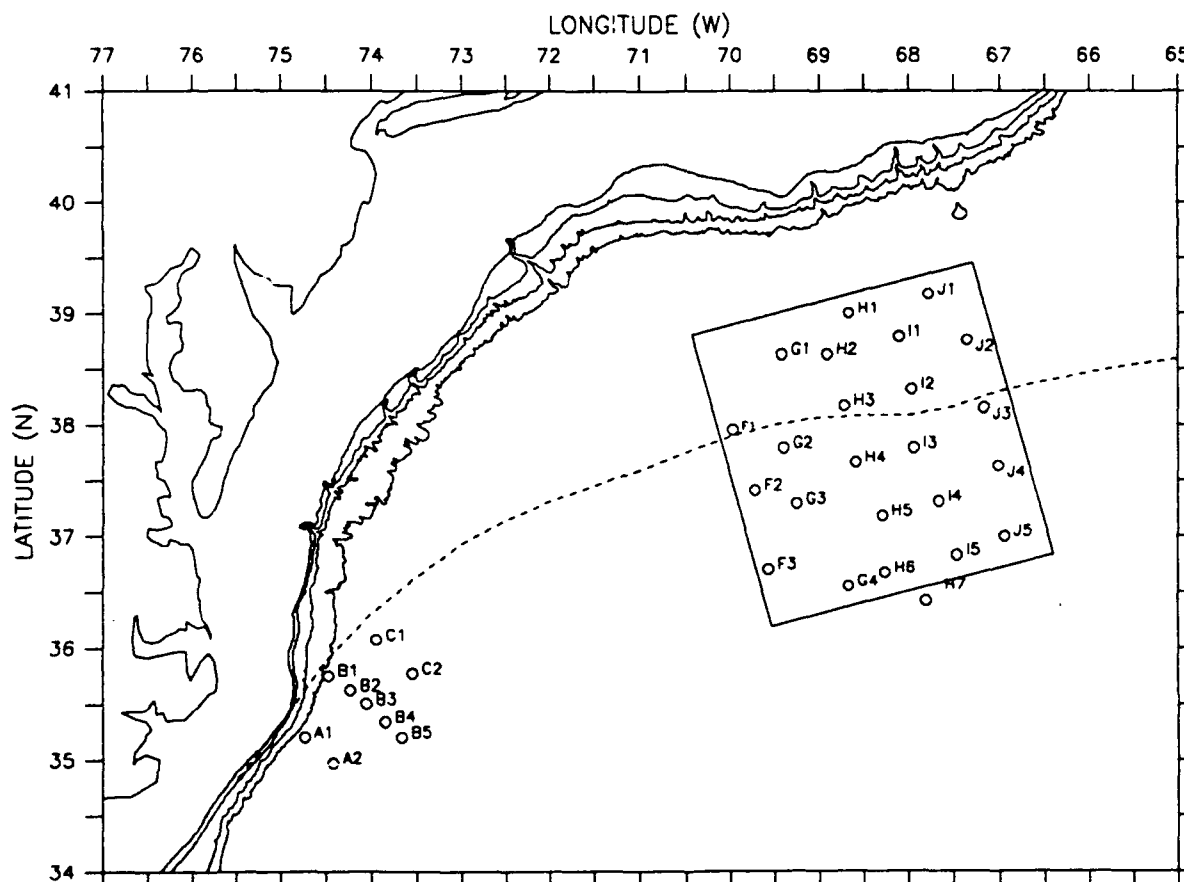 LONGITUDE (W)
77 76 75 74 73 72 71 70 69 68 67 66 65
41
40
39
38
37
36
35
34
LATITUDE (N)
J1
H1
I1
J2
G1
H2
I2
H3
J3
F1
G2
I3
H4
J4
F2
G3
I4
H5
J5
I5
F3
H6
G4
H7
C1
C2
B1
B2
B3
B4
B5
A1
A2